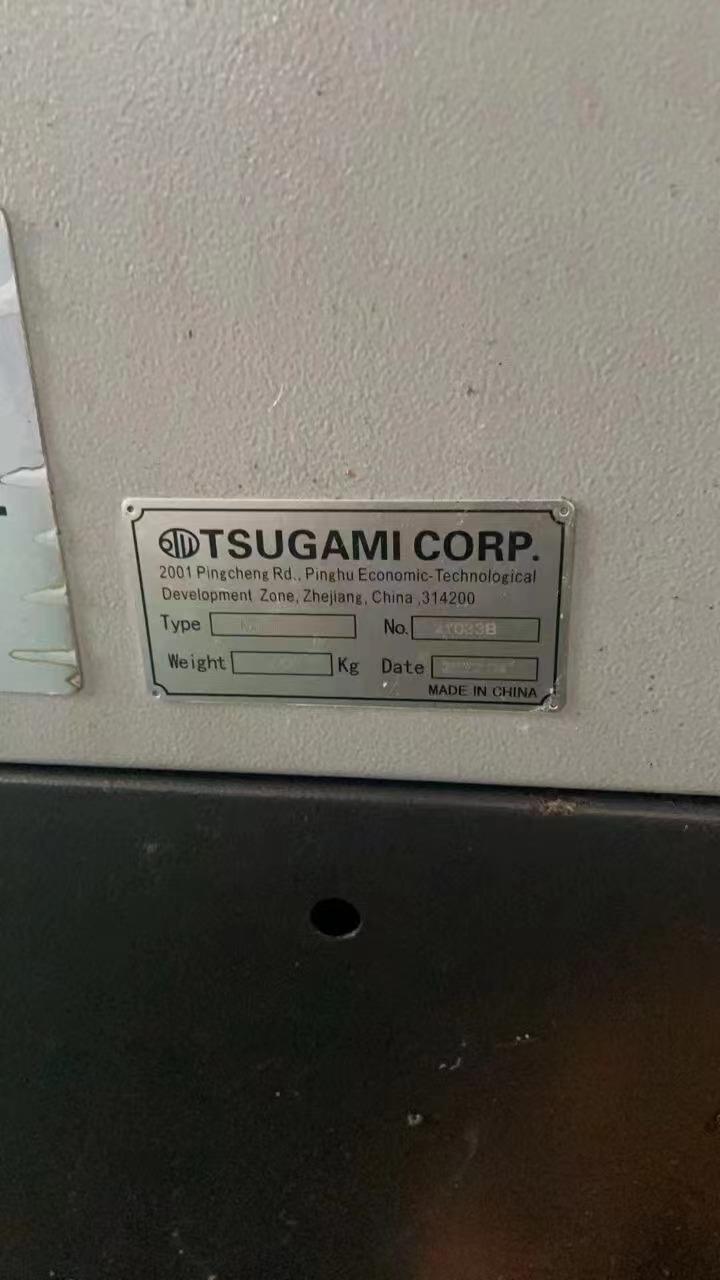 TSUGAMI CORP.
2001 Pingcheng Rd., Pinghu Economic-Technological
Development Zone, Zhejiang, China ,314200
Type No.
Weight Kg Date
MADE IN CHINA